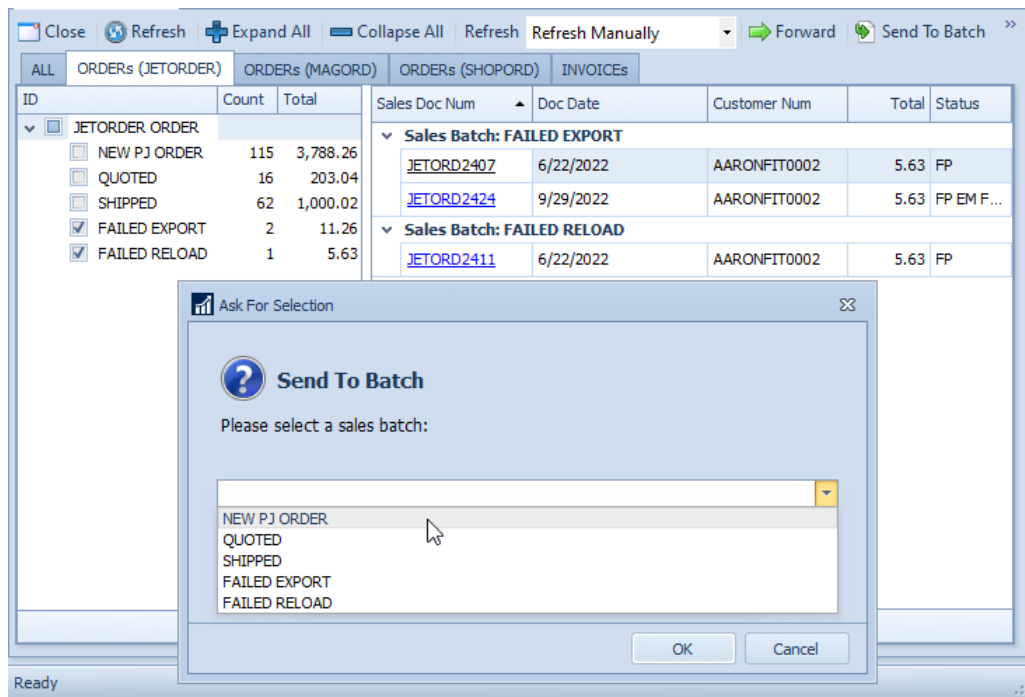 Close Refresh Expand All Collapse All Refresh Refresh Manually Forward Send To Batch »
ALL ORDERs (JETORDER) ORDERs (MAGORD) ORDERs (SHOPORD) INVOICEs
ID Count Total Sales Doc Num Doc Date Customer Num Total Status
JETORDER ORDER
NEW PJ ORDER 115 3,788.26
QUOTED 16 203.04
SHIPPED 62 1,000.02
FAILED EXPORT 2 11.26
FAILED RELOAD 1 5.63
Sales Batch: FAILED EXPORT
JETORD2407 6/22/2022 AARONFIT0002 5.63 FP
JETORD2424 9/29/2022 AARONFIT0002 5.63 FP EM F...
Sales Batch: FAILED RELOAD
JETORD2411 6/22/2022 AARONFIT0002 5.63 FP
Ask For Selection
Send To Batch
Please select a sales batch:
NEW PJ ORDER
QUOTED
SHIPPED
FAILED EXPORT
FAILED RELOAD
OK Cancel
Ready